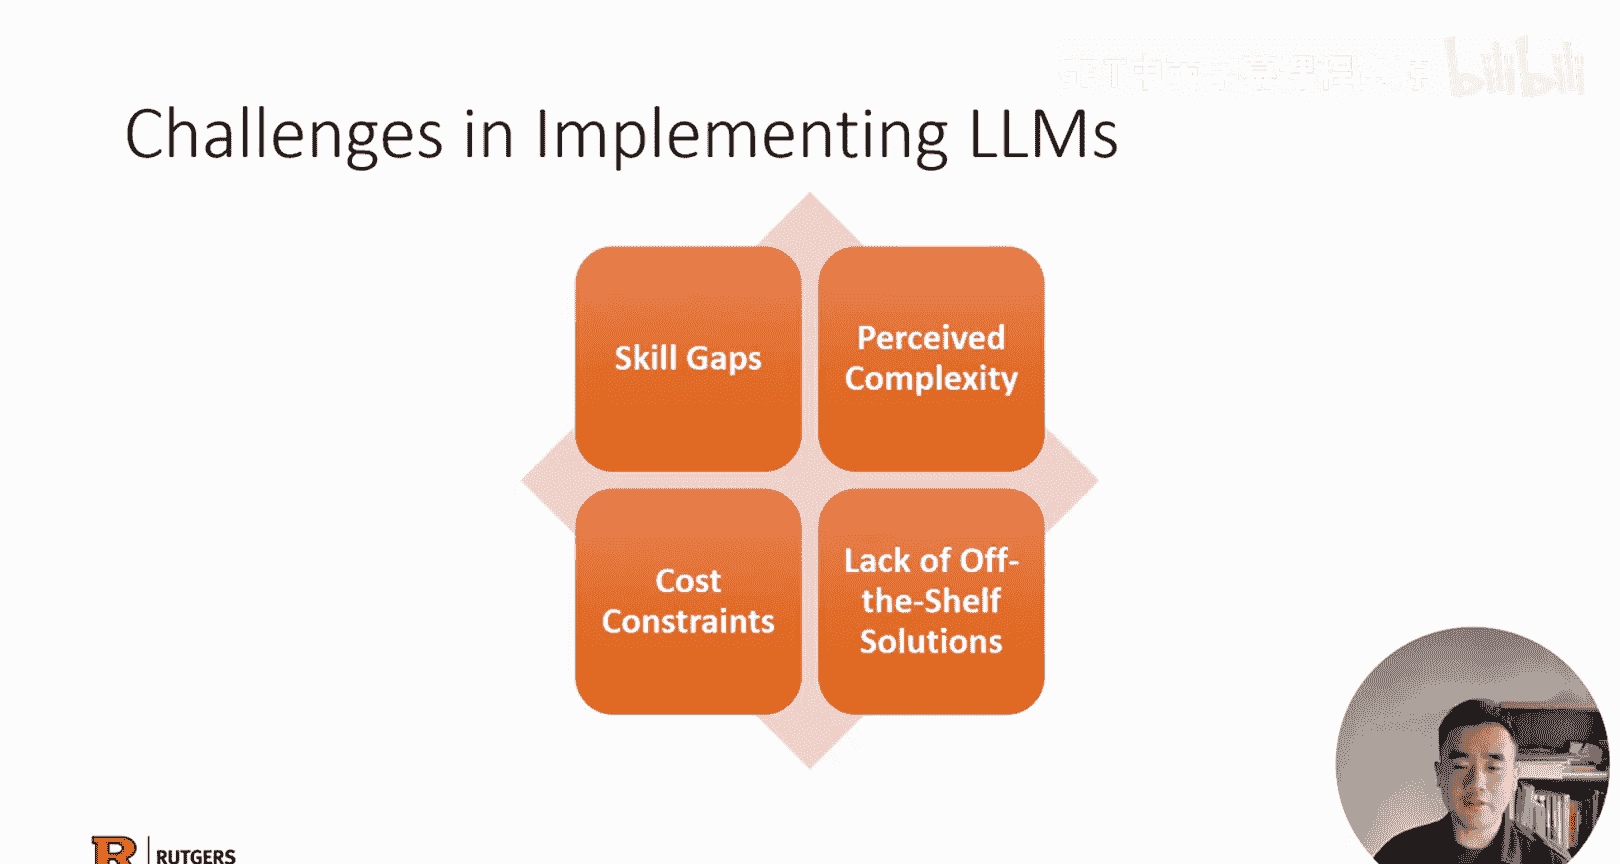 bilibili
Challenges in Implementing LLMs
Skill Gaps
Perceived
Complexity
Cost
Constraints
Lack of Off-
the-Shelf
Solutions
R
RUTGERS